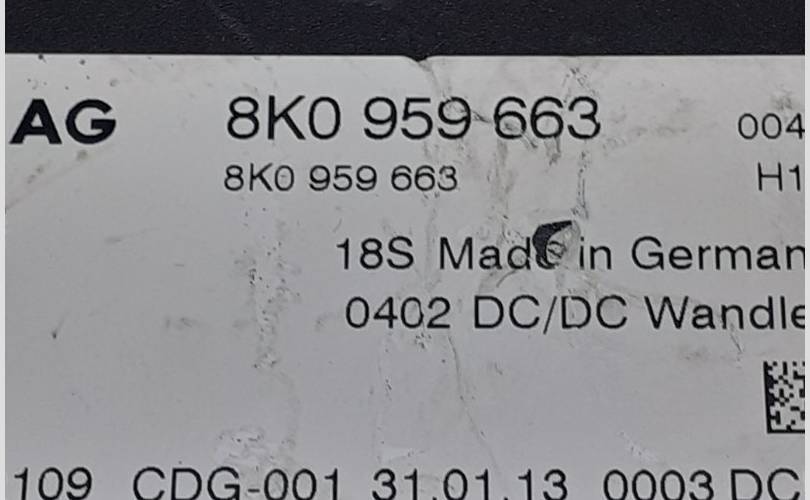 AG 8K0 959 663 004
8K0 959 663 H1
18S Made in German
0402 DC/DC Wandle
109 CDG-001 31.01.13 0003 DC